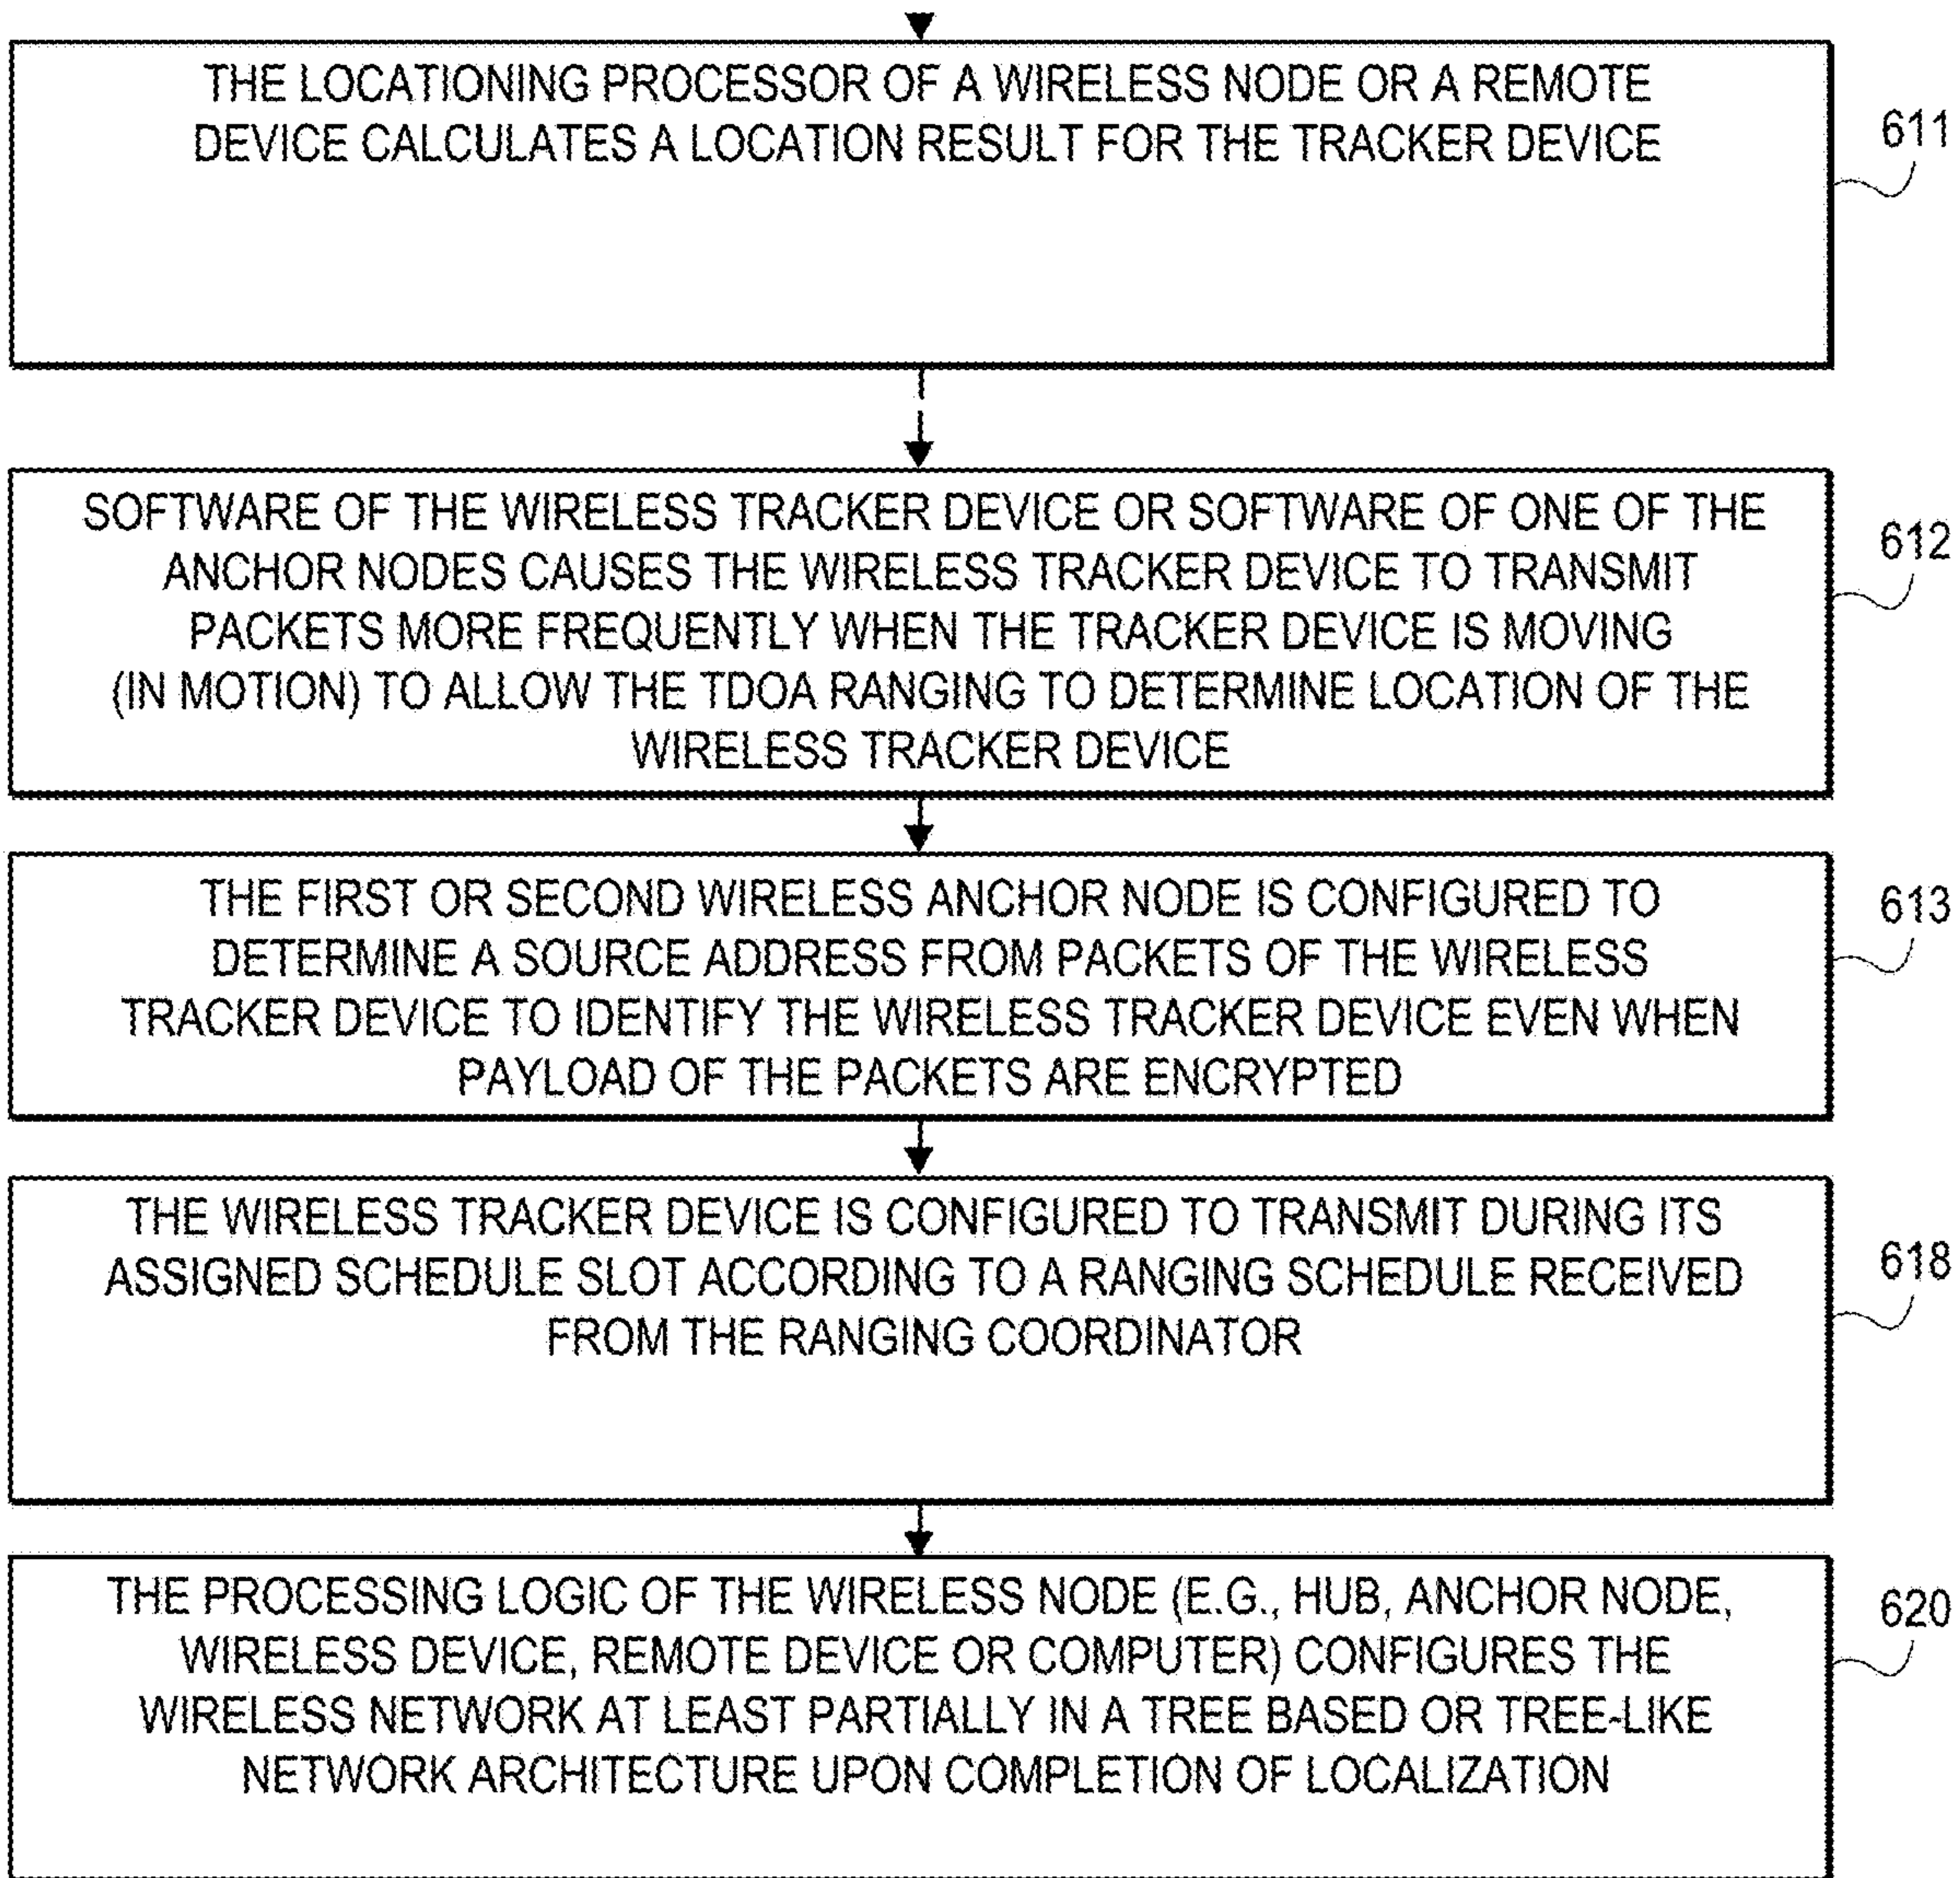 THE LOCATIONING PROCESSOR OF A WIRELESS NODE OR A REMOTE
DEVICE CALCULATES A LOCATION RESULT FOR THE TRACKER DEVICE
611
SOFTWARE OF THE WIRELESS TRACKER DEVICE OR SOFTWARE OF ONE OF THE
ANCHOR NODES CAUSES THE WIRELESS TRACKER DEVICE TO TRANSMIT
PACKETS MORE FREQUENTLY WHEN THE TRACKER DEVICE IS MOVING
(IN MOTION) TO ALLOW THE TDOA RANGING TO DETERMINE LOCATION OF THE
WIRELESS TRACKER DEVICE
612
THE FIRST OR SECOND WIRELESS ANCHOR NODE IS CONFIGURED TO
DETERMINE A SOURCE ADDRESS FROM PACKETS OF THE WIRELESS
TRACKER DEVICE TO IDENTIFY THE WIRELESS TRACKER DEVICE EVEN WHEN
PAYLOAD OF THE PACKETS ARE ENCRYPTED
613
THE WIRELESS TRACKER DEVICE IS CONFIGURED TO TRANSMIT DURING ITS
ASSIGNED SCHEDULE SLOT ACCORDING TO A RANGING SCHEDULE RECEIVED
FROM THE RANGING COORDINATOR
618
THE PROCESSING LOGIC OF THE WIRELESS NODE (E.G., HUB, ANCHOR NODE,
WIRELESS DEVICE, REMOTE DEVICE OR COMPUTER) CONFIGURES THE
WIRELESS NETWORK AT LEAST PARTIALLY IN A TREE BASED OR TREE-LIKE
NETWORK ARCHITECTURE UPON COMPLETION OF LOCALIZATION
620